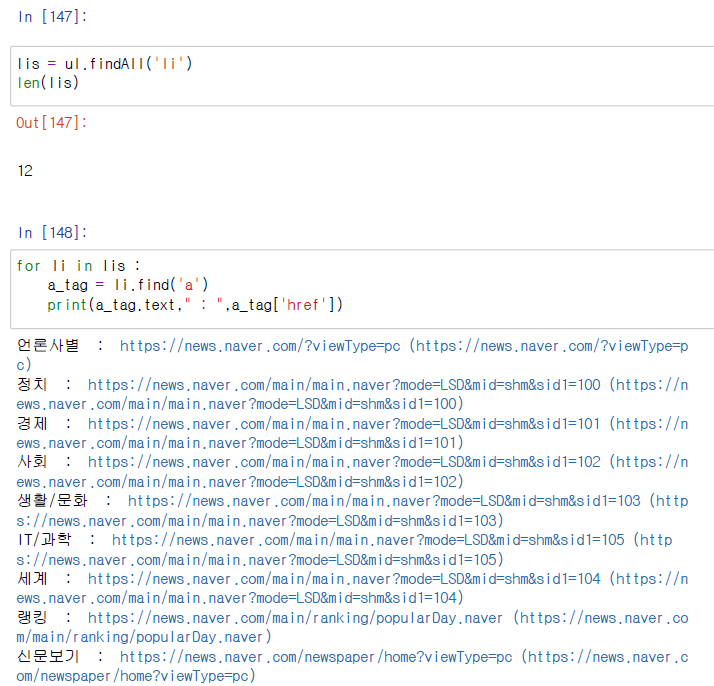 In [147]:
lis = ul.findAll('li')
len(lis)
Out[147]:
12
In [148]:
for li in lis :
    a_tag = li.find('a')
    print(a_tag.text," : ",a_tag['href'])
언론사별  :  https://news.naver.com/?viewType=pc (https://news.naver.com/?viewType=p
c)
정치  :  https://news.naver.com/main/main.naver?mode=LSD&mid=shm&sid1=100 (https://n
ews.naver.com/main/main.naver?mode=LSD&mid=shm&sid1=100)
경제  :  https://news.naver.com/main/main.naver?mode=LSD&mid=shm&sid1=101 (https://n
ews.naver.com/main/main.naver?mode=LSD&mid=shm&sid1=101)
사회  :  https://news.naver.com/main/main.naver?mode=LSD&mid=shm&sid1=102 (https://n
ews.naver.com/main/main.naver?mode=LSD&mid=shm&sid1=102)
생활/문화  :  https://news.naver.com/main/main.naver?mode=LSD&mid=shm&sid1=103 (http
s://news.naver.com/main/main.naver?mode=LSD&mid=shm&sid1=103)
IT/과학  :  https://news.naver.com/main/main.naver?mode=LSD&mid=shm&sid1=105 (http
s://news.naver.com/main/main.naver?mode=LSD&mid=shm&sid1=105)
세계  :  https://news.naver.com/main/main.naver?mode=LSD&mid=shm&sid1=104 (https://n
ews.naver.com/main/main.naver?mode=LSD&mid=shm&sid1=104)
랭킹  :  https://news.naver.com/main/ranking/popularDay.naver (https://news.naver.co
m/main/ranking/popularDay.naver)
신문보기  :  https://news.naver.com/newspaper/home?viewType=pc (https://news.naver.c
om/newspaper/home?viewType=pc)